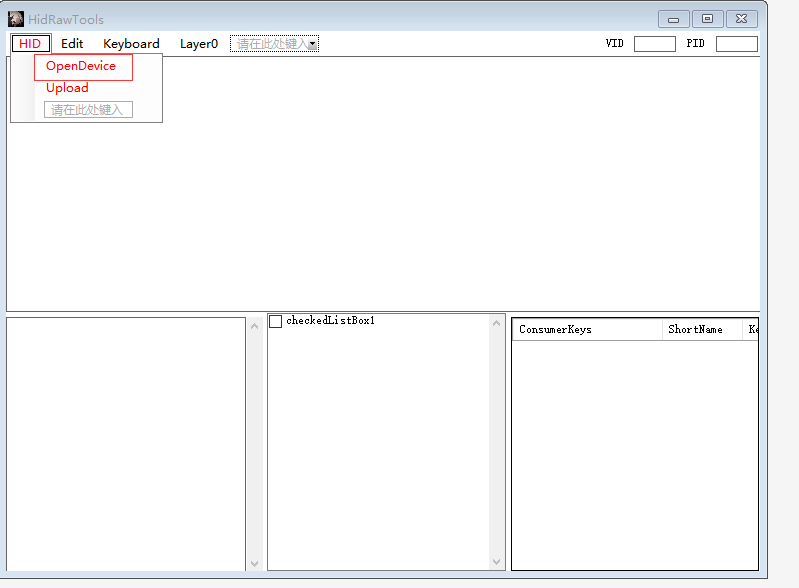 HidRawTools
HID Edit Keyboard Layer0 请在此处键入 VID PID
OpenDevice
Upload
请在此处键入
checkedListBox1
ConsumerKeys ShortName Ke